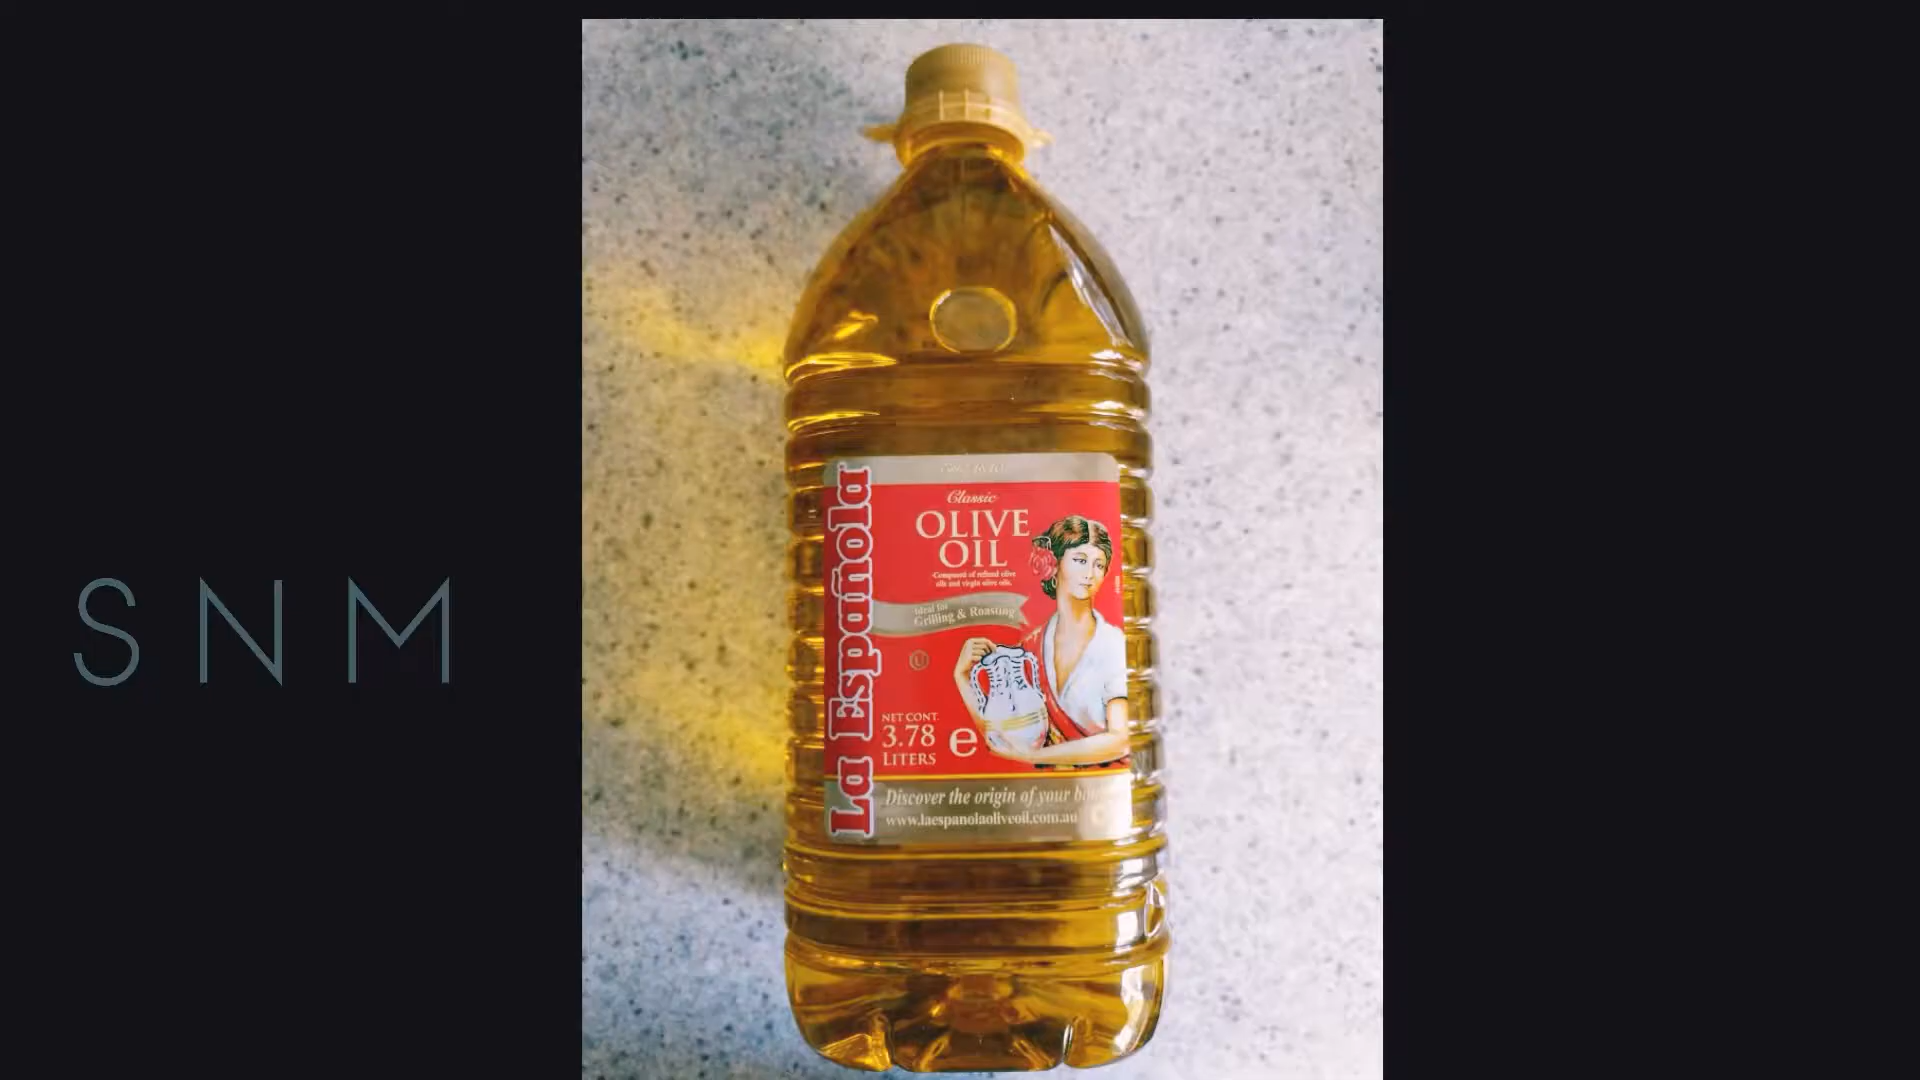 SNM
La Española
Classic
OLIVE
OIL
Composed of refined olive
oils and virgin olive oils.
Ideal for
Grilling & Roasting
U
NET CONT.
3.78 e
LITERS
Discover the origin of your
www.laespanolaoliveoil.com.au